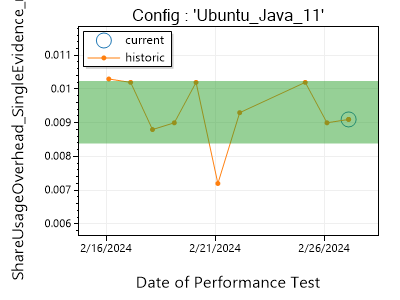 Config : 'Ubuntu_Java_11'
current
historic
ShareUsageOverhead_SingleEvidence_
0.011
0.01
0.009
0.008
0.007
0.006
2/16/2024
2/21/2024
2/26/2024
Date of Performance Test